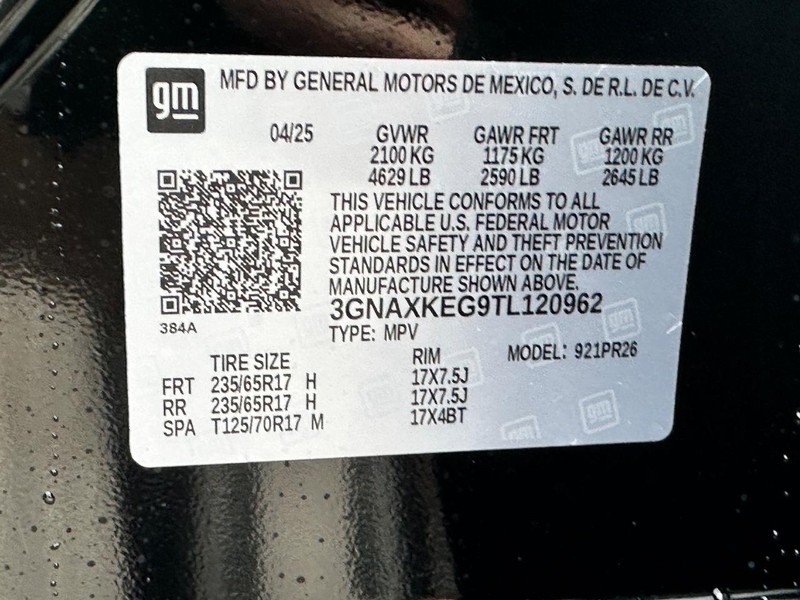 gm MFD BY GENERAL MOTORS DE MEXICO, S. DE R.L. DE C.V.
04/25 GVWR GAWR FRT GAWR RR
2100 KG 1175 KG 1200 KG
4629 LB 2590 LB 2645 LB
THIS VEHICLE CONFORMS TO ALL
APPLICABLE U.S. FEDERAL MOTOR
VEHICLE SAFETY AND THEFT PREVENTION
STANDARDS IN EFFECT ON THE DATE OF
MANUFACTURE SHOWN ABOVE.
3GNAXKEG9TL120962
384A
TYPE: MPV
MODEL: 921PR26
TIRE SIZE RIM
FRT 235/65R17 H 17X7.5J
RR 235/65R17 H 17X7.5J
SPA T125/70R17 M 17X4BT